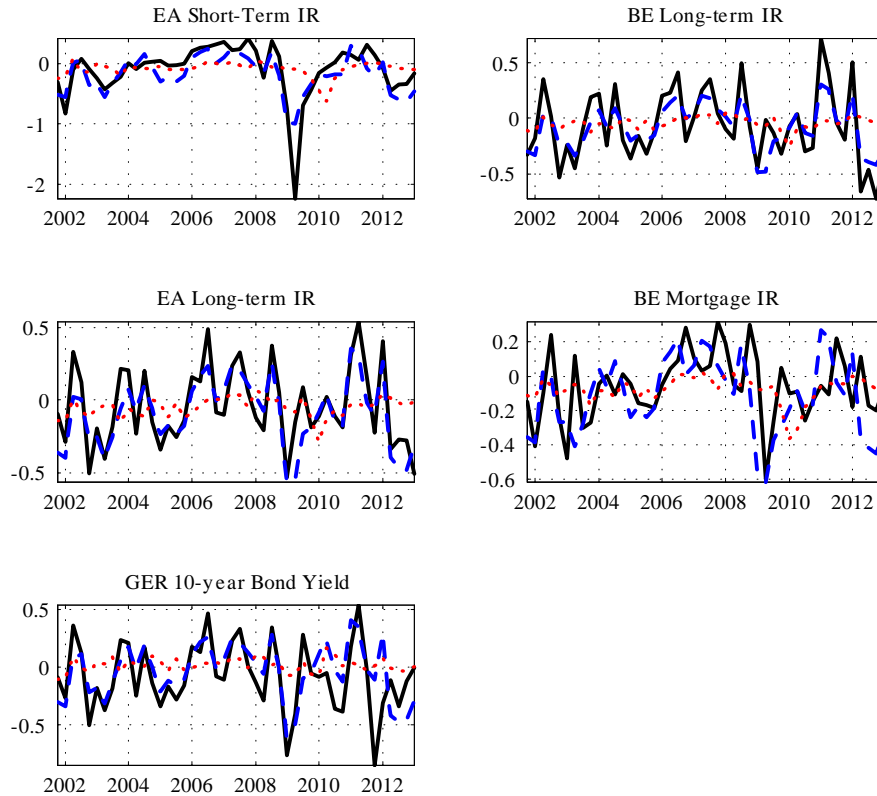 EA Short-Term IR
0
-1
-2
2002 2004 2006 2008 2010 2012
BE Long-term IR
0.5
0
-0.5
2002 2004 2006 2008 2010 2012
EA Long-term IR
0.5
0
-0.5
2002 2004 2006 2008 2010 2012
BE Mortgage IR
0.2
0
-0.2
-0.4
-0.6
2002 2004 2006 2008 2010 2012
GER 10-year Bond Yield
0.5
0
-0.5
2002 2004 2006 2008 2010 2012